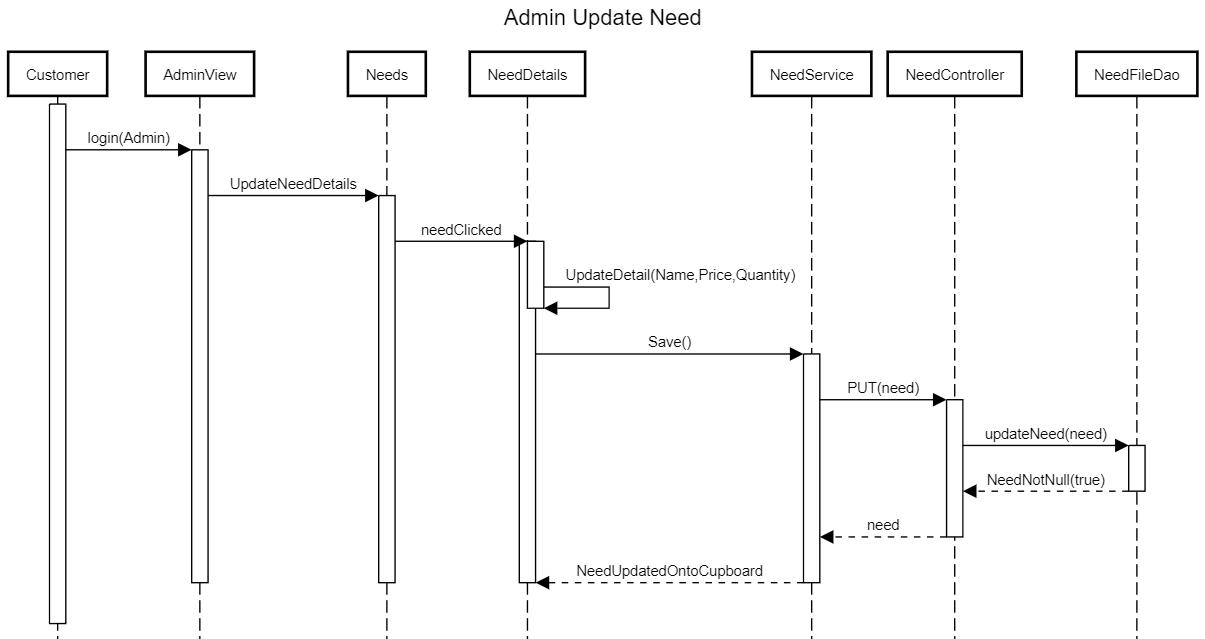 Admin Update Need
Customer
AdminView
Needs
NeedDetails
NeedService
NeedController
NeedFileDao
login(Admin)
UpdateNeedDetails
needClicked
UpdateDetail(Name,Price,Quantity)
Save()
PUT(need)
updateNeed(need)
NeedNotNull(true)
need
NeedUpdatedOntoCupboard